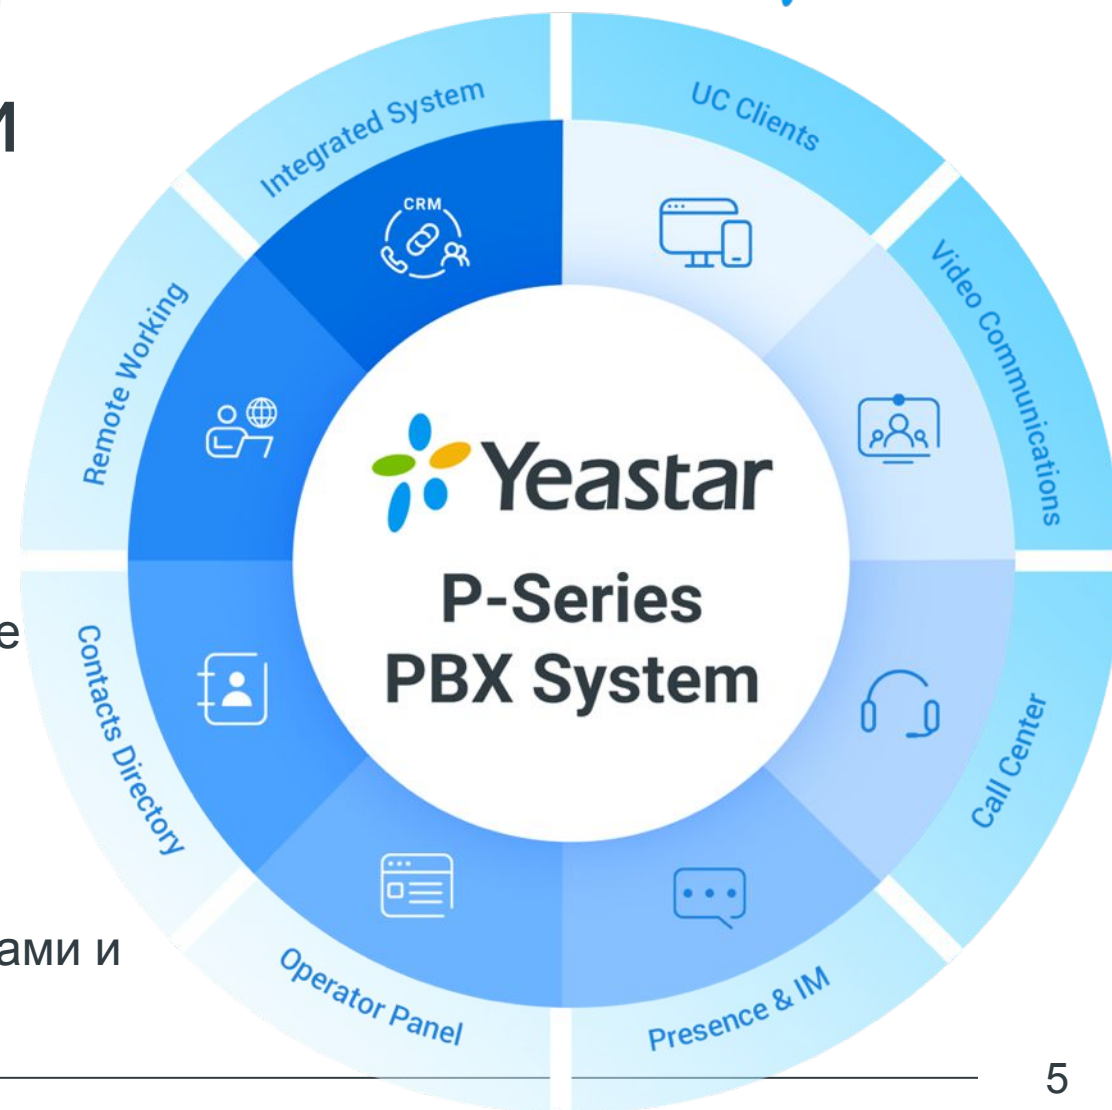 и
Integrated System
UC Clients
CRM
Video Communications
Remote Working
Yeastar
P-Series
PBX System
е
Contacts Directory
Call Center
ами и
Operator Panel
Presence & IM
5